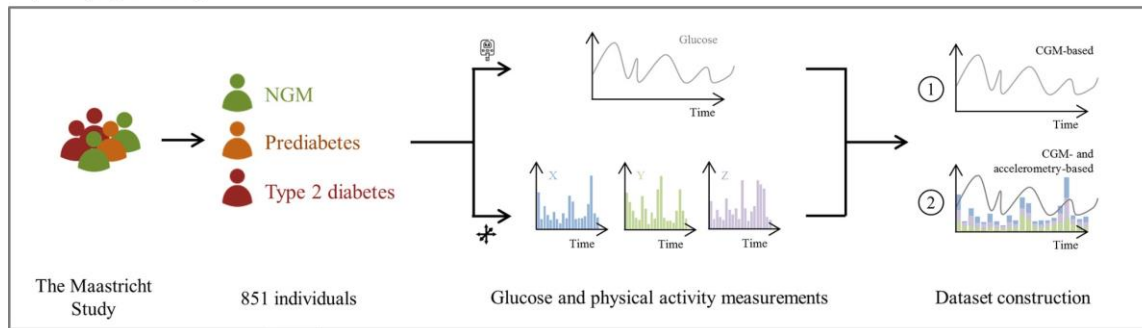 The Maastricht
Study
NGM
Prediabetes
Type 2 diabetes
851 individuals
Glucose
Time
X
Time
Y
Time
Z
Time
Glucose and physical activity measurements
1
CGM-based
Time
2
CGM- and
accelerometry-based
Time
Dataset construction